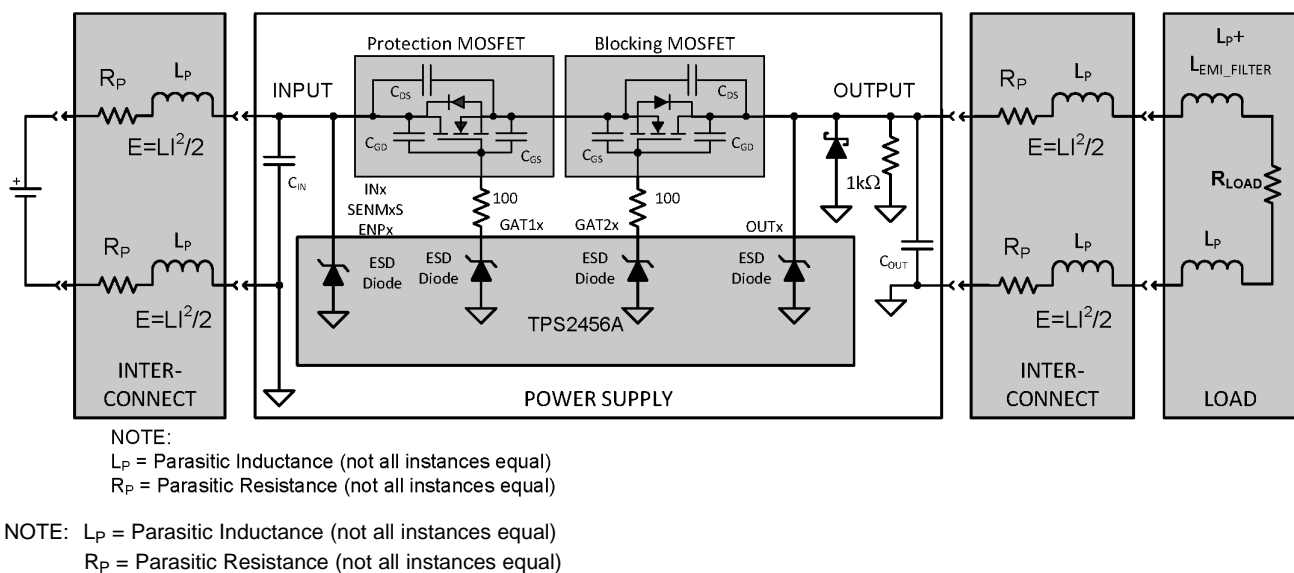 Protection MOSFET
Blocking MOSFET
LP+
LEMI_FILTER
RP
LP
INPUT
CDS
CGD
CGS
CDS
CGS
CGD
OUTPUT
RP
LP
E=LI²/2
CIN
INx
SENMxS
ENPx
100
GAT1x
100
GAT2x
OUTx
1kΩ
E=LI²/2
RLOAD
+
RP
LP
ESD
Diode
ESD
Diode
ESD
Diode
ESD
Diode
COUT
RP
LP
LP
E=LI²/2
TPS2456A
E=LI²/2
INTER-
CONNECT
POWER SUPPLY
INTER-
CONNECT
LOAD
NOTE:
LP = Parasitic Inductance (not all instances equal)
RP = Parasitic Resistance (not all instances equal)
NOTE: LP = Parasitic Inductance (not all instances equal)
RP = Parasitic Resistance (not all instances equal)